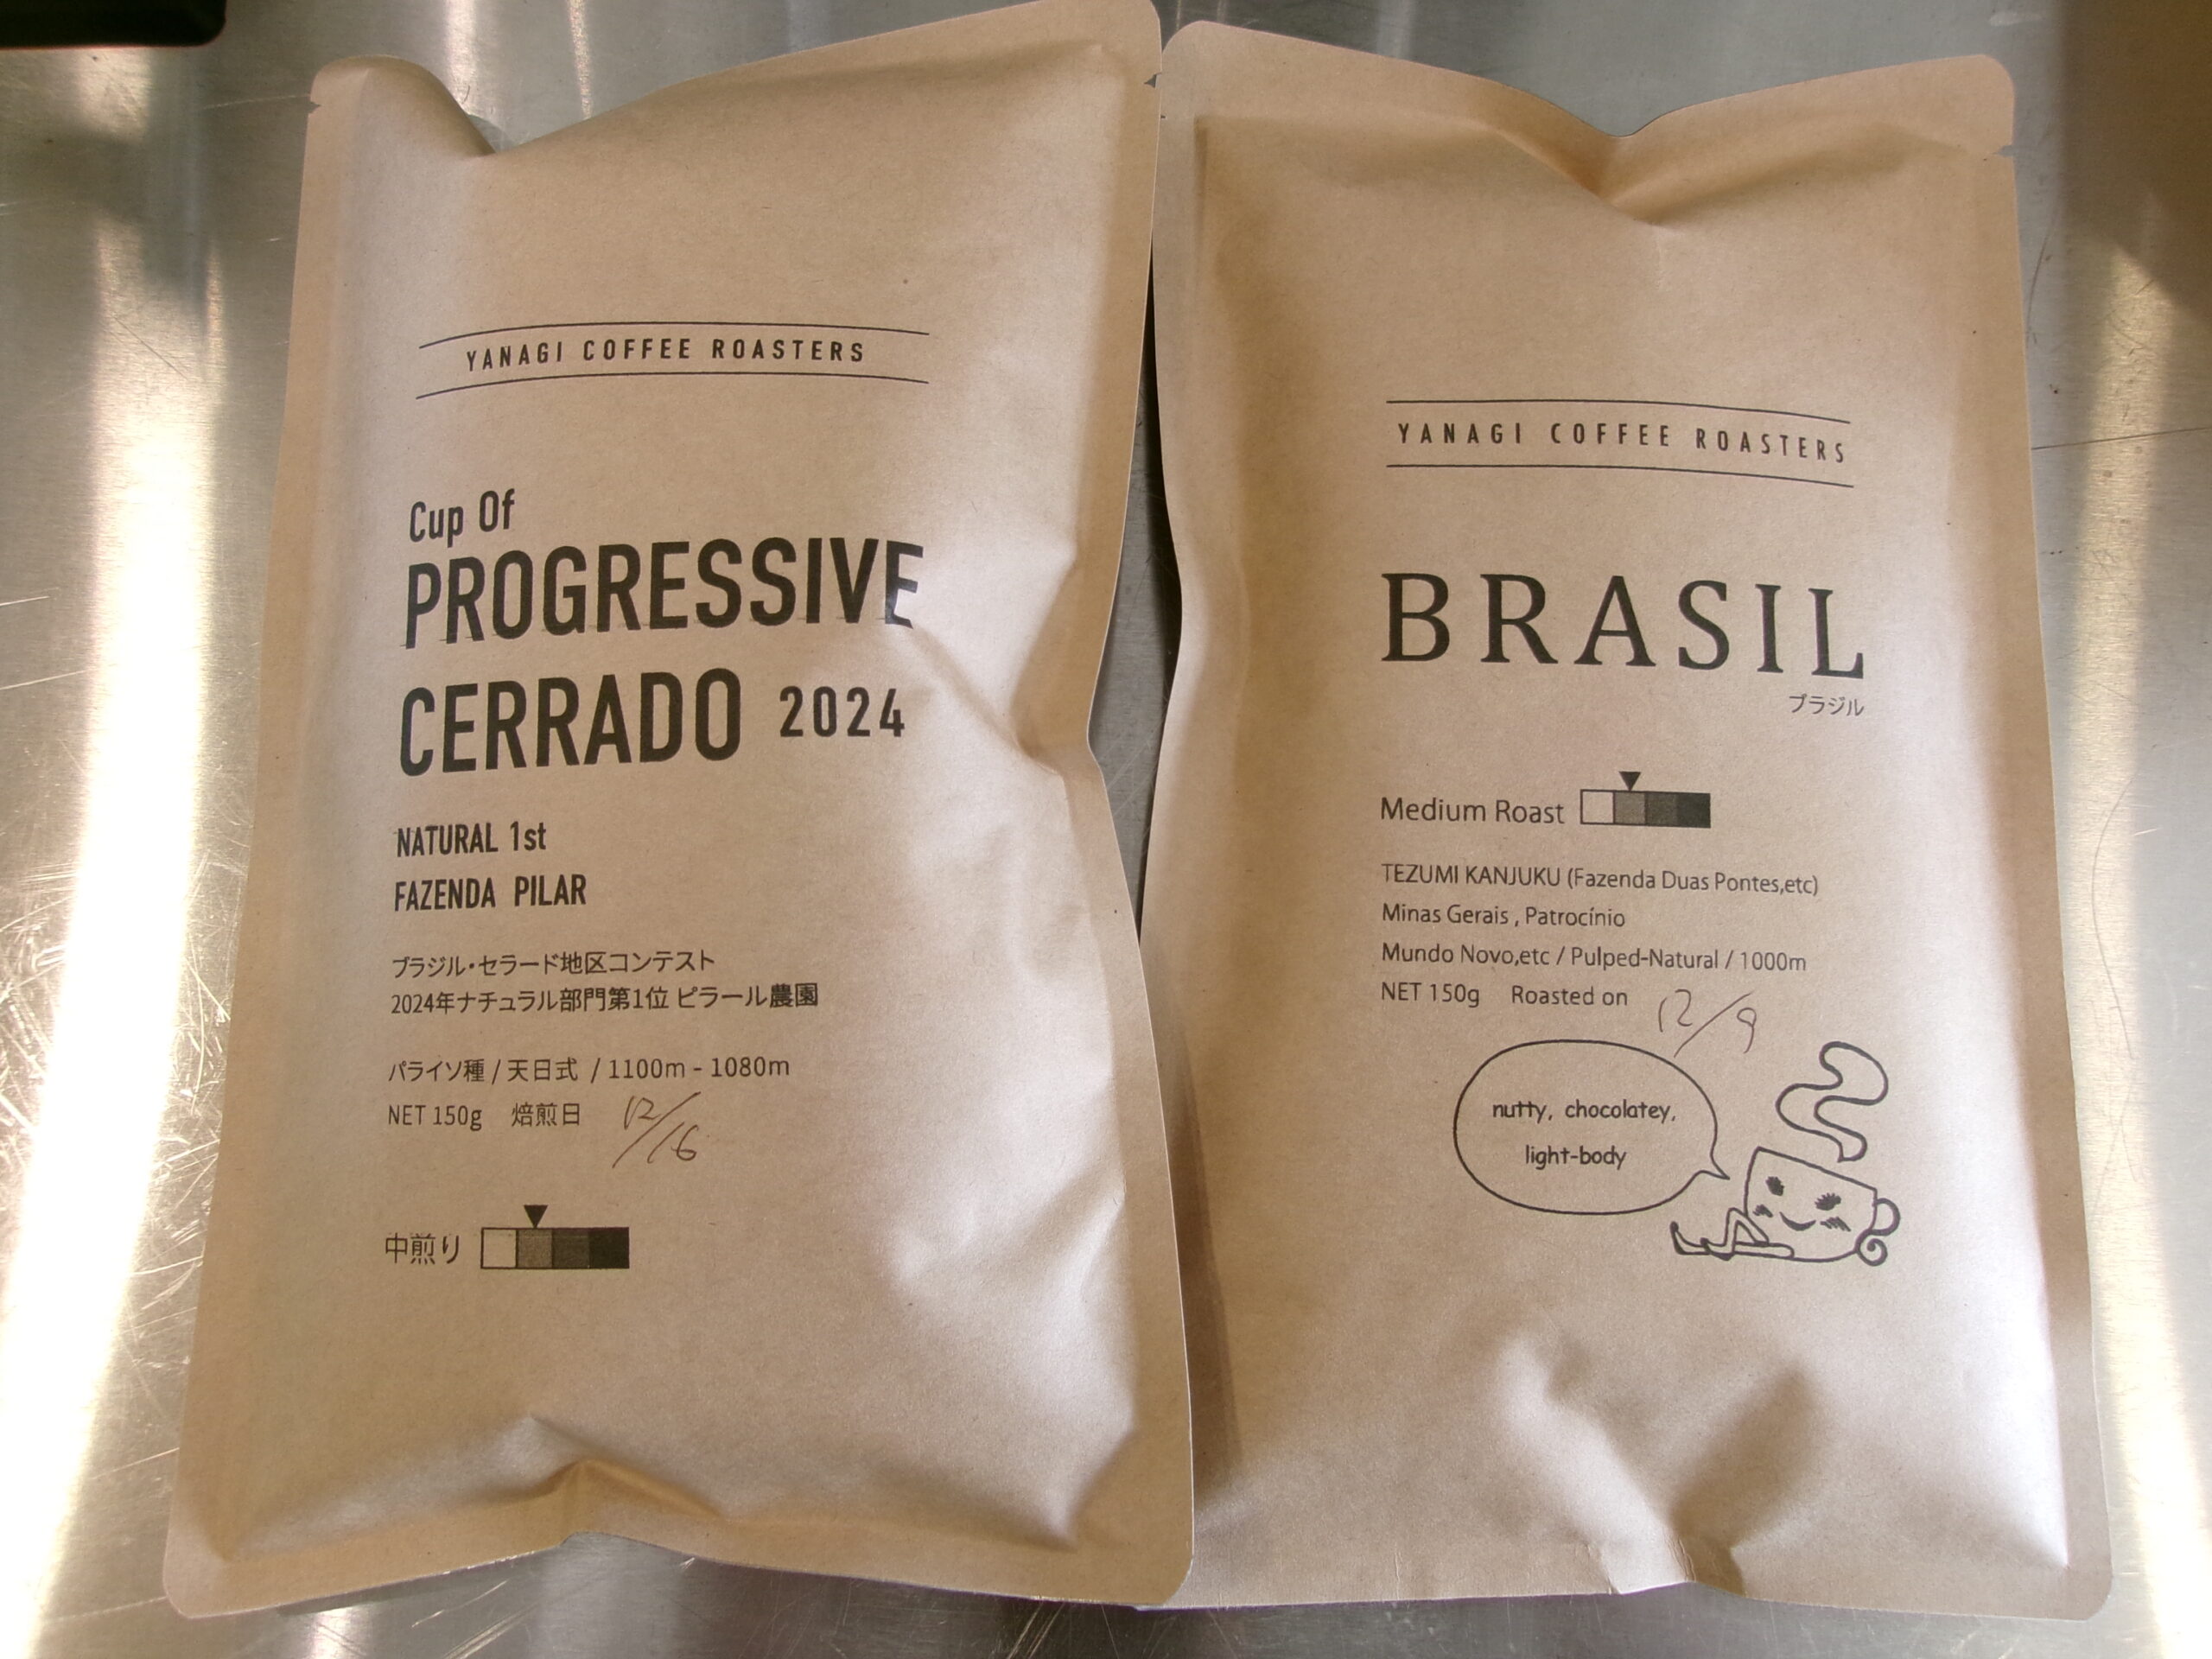 YANAGI COFFEE ROASTERS
Cup Of
PROGRESSIVE
CERRADO 2024
NATURAL 1st
FAZENDA PILAR
ブラジル・セラード地区コンテスト
2024年ナチュラル部門第1位 ピラール農園
パライソ種 / 天日式 / 1100m - 1080m
NET 150g 焙煎日 12/16
中煎り
YANAGI COFFEE ROASTERS
BRASIL
ブラジル
Medium Roast
TEZUMI KANJUKU (Fazenda Duas Pontes,etc)
Minas Gerais , Patrocínio
Mundo Novo,etc / Pulped-Natural / 1000m
NET 150g Roasted on 12/9
nutty, chocolatey,
light-body